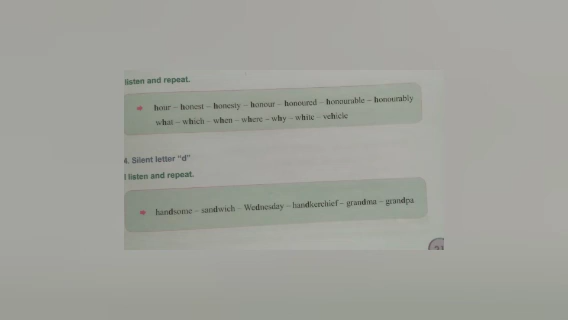 listen and repeat.
hour – honest – honesty – honour – honoured – honourable – honourably
what – which – when – where – why – white – vehicle
4. Silent letter "d"
listen and repeat.
handsome – sandwich – Wednesday – handkerchief – grandma – grandpa